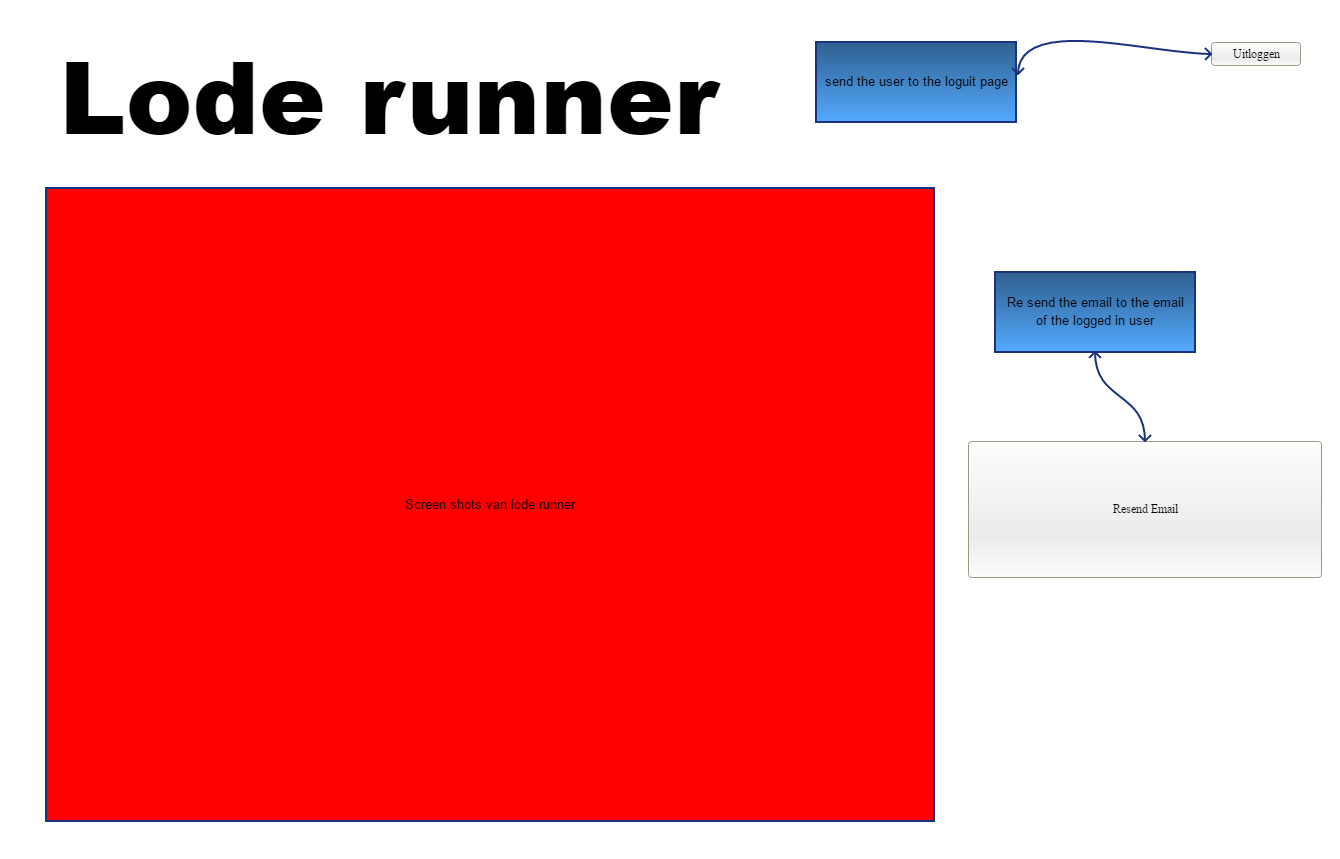 Lode runner
send the user to the loguit page
Uitloggen
Re send the email to the email
of the logged in user
Screen shots van lode runner
Resend Email